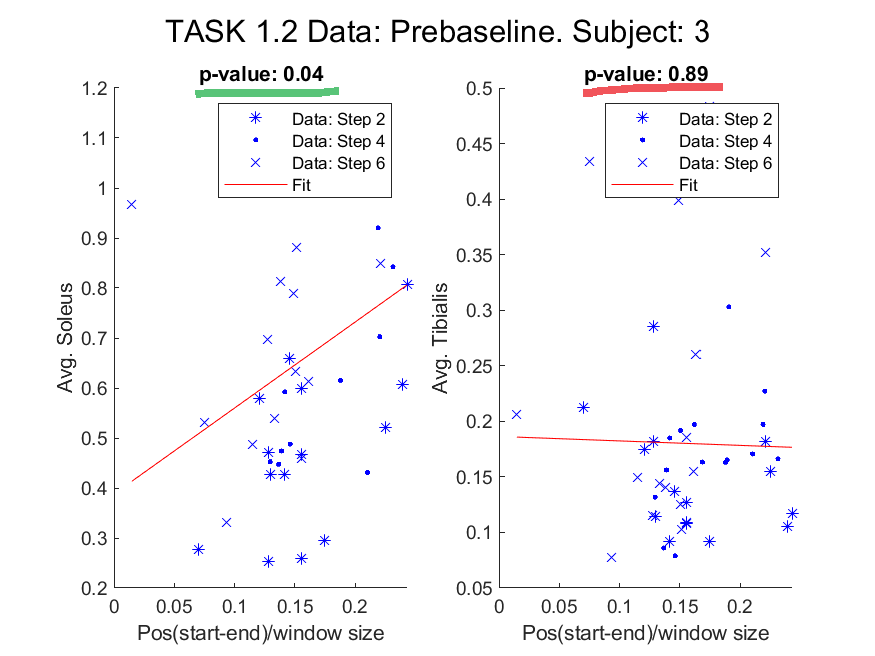 TASK 1.2 Data: Prebaseline. Subject: 3
p-value: 0.04
1.2
1.1
1
0.9
0.8
0.7
0.6
0.5
0.4
0.3
0.2
Avg. Soleus
Data: Step 2
Data: Step 4
Data: Step 6
Fit
0
0.05
0.1
0.15
0.2
Pos(start-end)/window size
p-value: 0.89
0.5
0.45
0.4
0.35
0.3
0.25
0.2
0.15
0.1
0.05
Avg. Tibialis
Data: Step 2
Data: Step 4
Data: Step 6
Fit
0
0.05
0.1
0.15
0.2
Pos(start-end)/window size